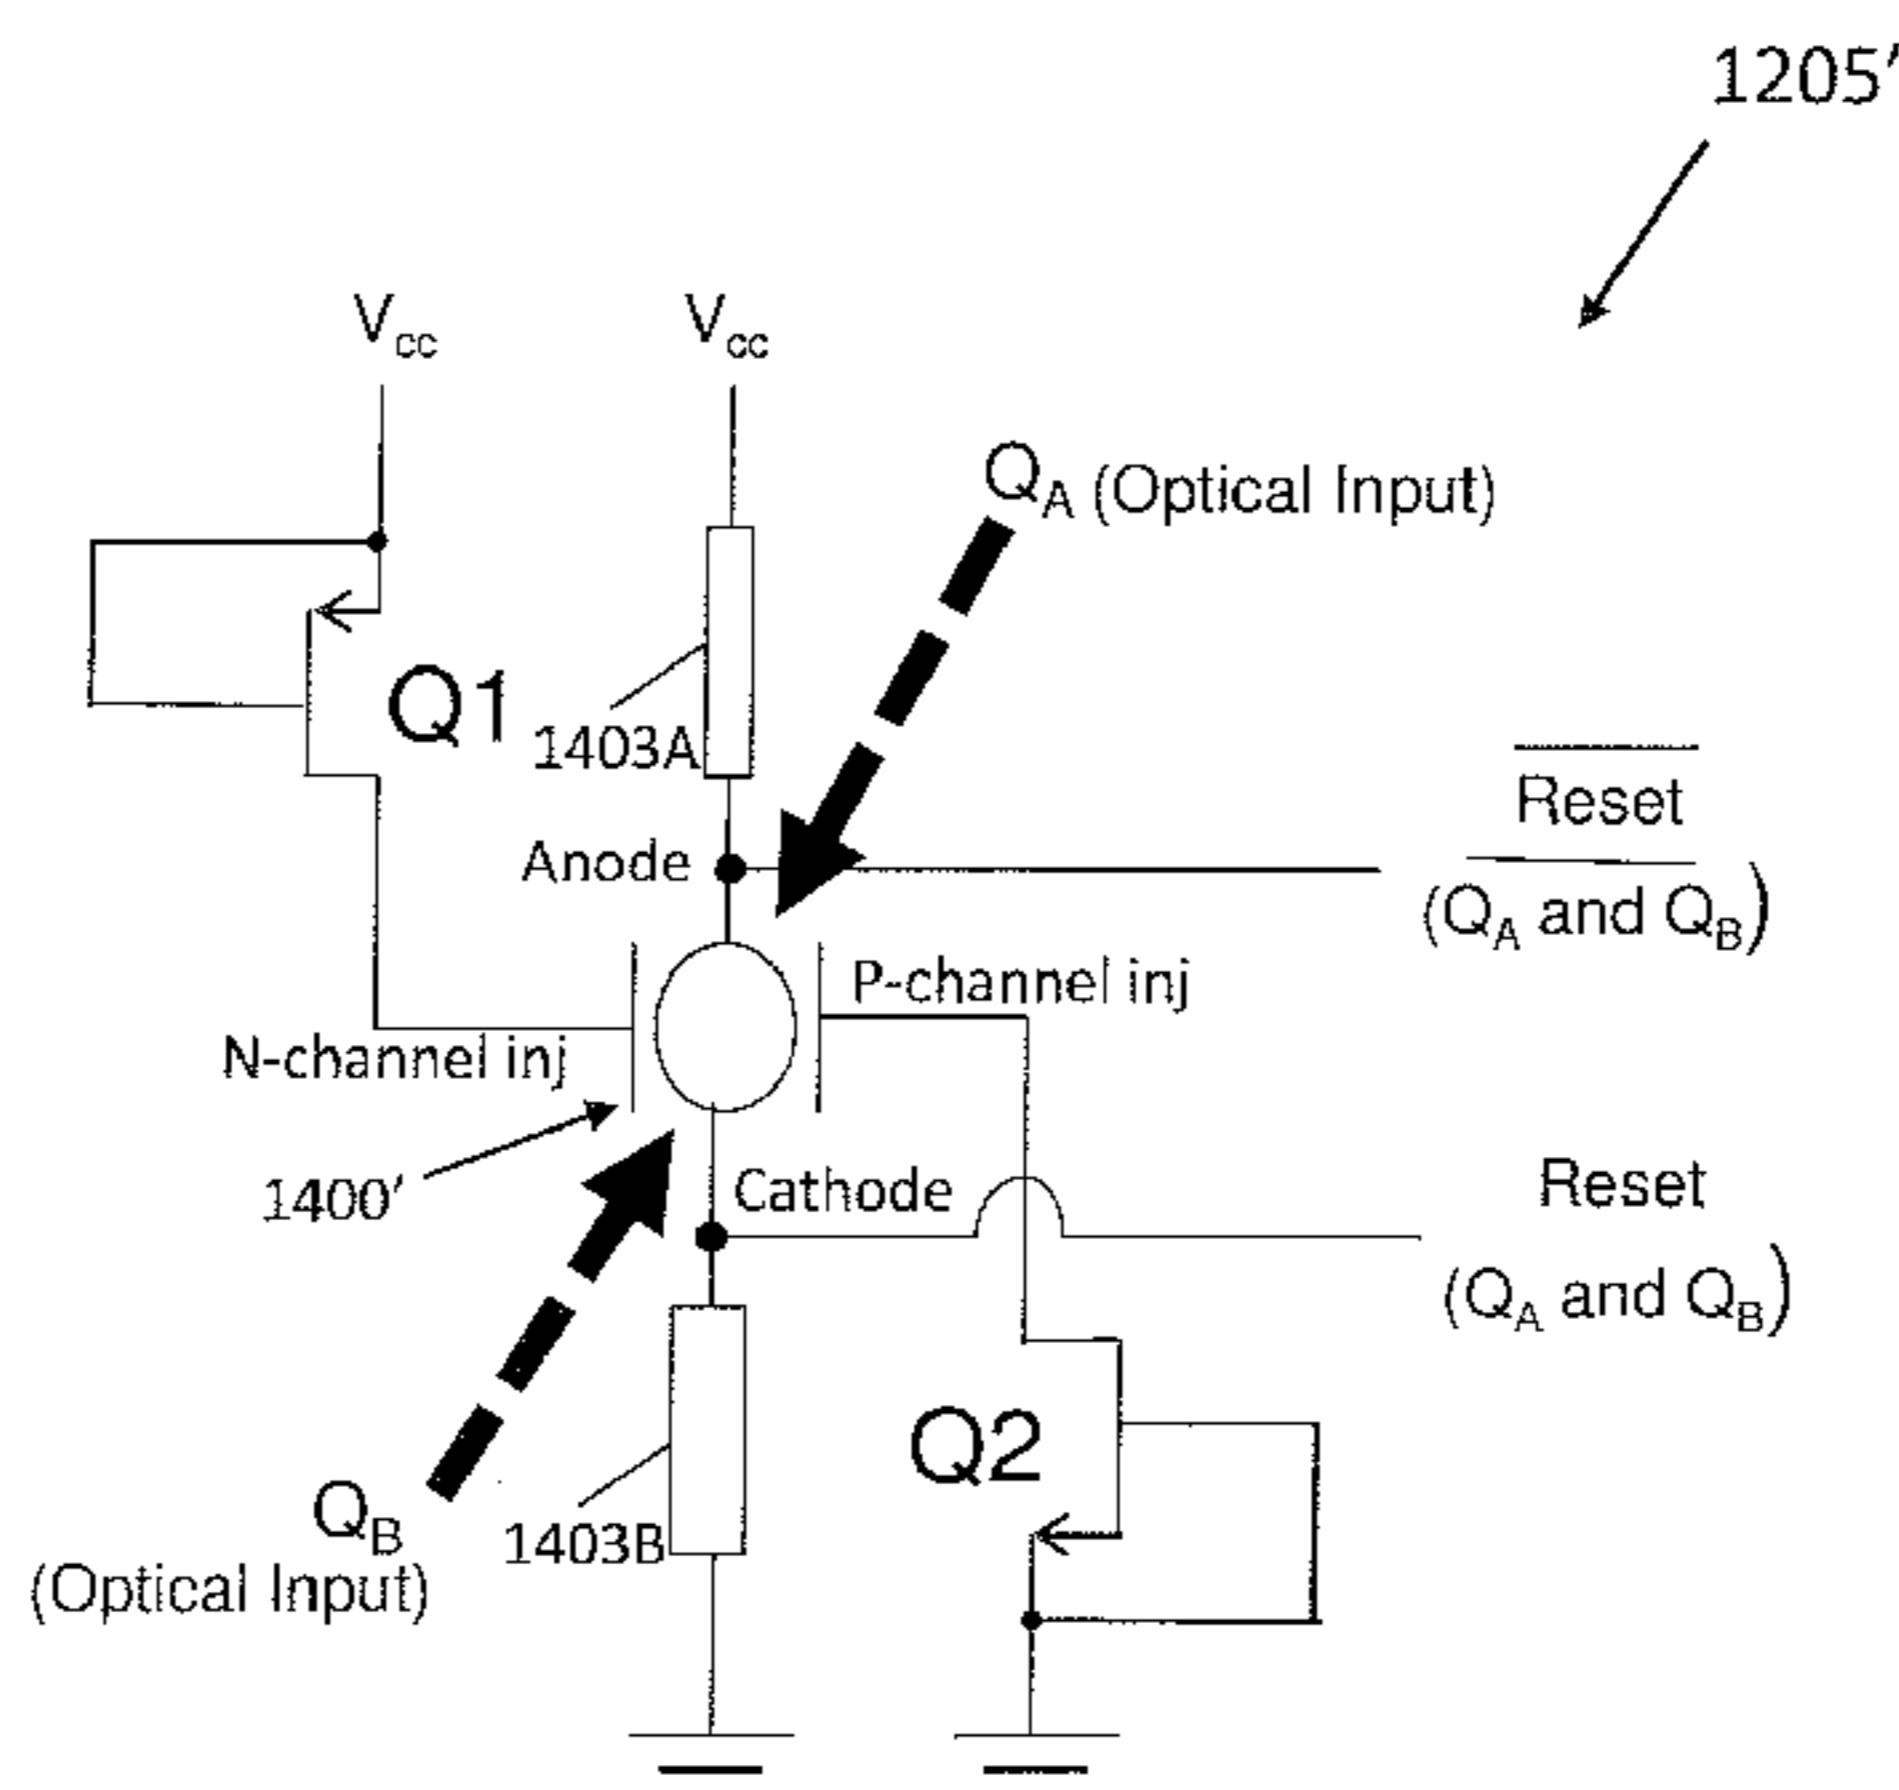 1205'
Vcc
Vcc
QA (Optical Input)
Q1
1403A
Reset
Anode
(QA and QB)
P-channel inj
N-channel inj
1400'
Cathode
Reset
(QA and QB)
Q2
QB
(Optical Input)
1403B